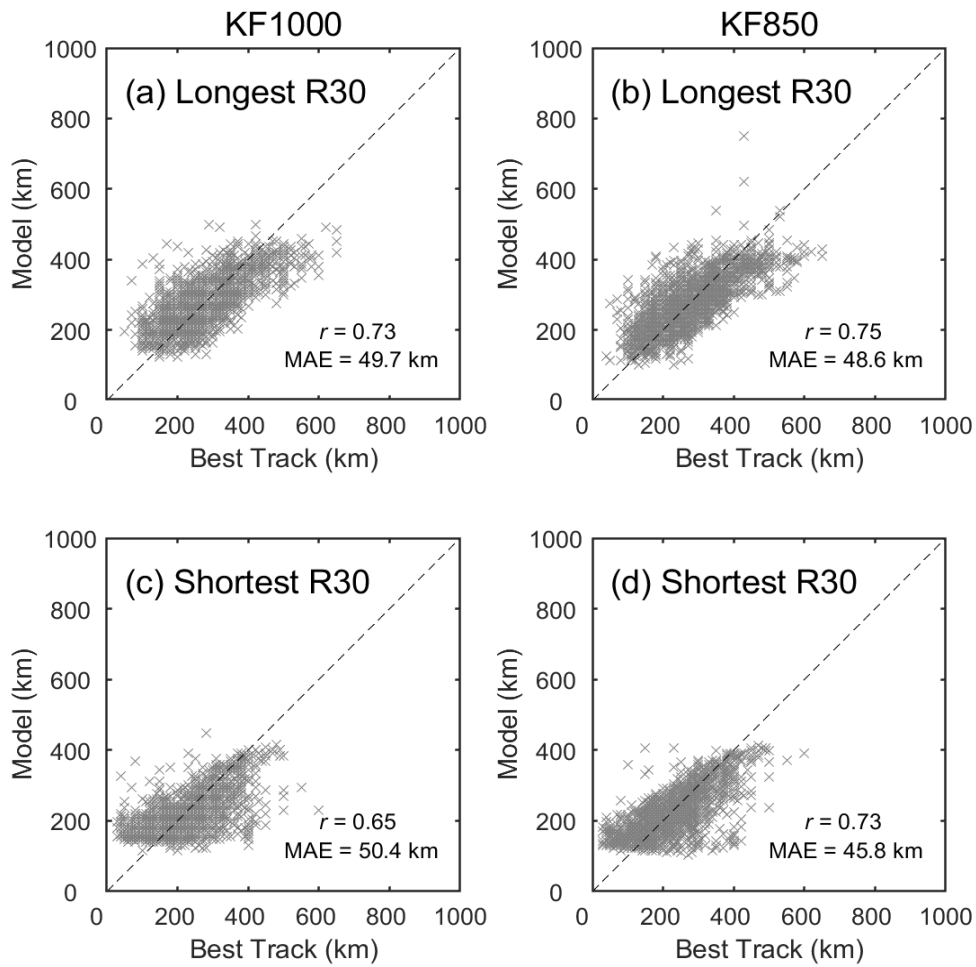 KF1000
KF850
(a) Longest R30
1000
800
600
400
200
0
Model (km)
r = 0.73
MAE = 49.7 km
0 200 400 600 800 1000
Best Track (km)
(b) Longest R30
1000
800
600
400
200
0
Model (km)
r = 0.75
MAE = 48.6 km
0 200 400 600 800 1000
Best Track (km)
(c) Shortest R30
1000
800
600
400
200
0
Model (km)
r = 0.65
MAE = 50.4 km
0 200 400 600 800 1000
Best Track (km)
(d) Shortest R30
1000
800
600
400
200
0
Model (km)
r = 0.73
MAE = 45.8 km
0 200 400 600 800 1000
Best Track (km)